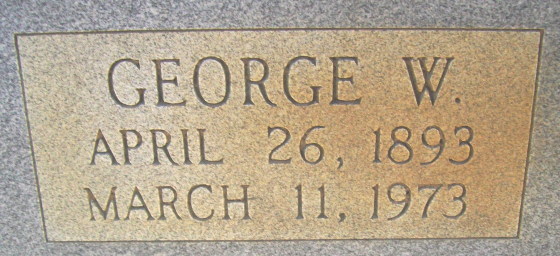 GEORGE W.
APRIL 26, 1893
MARCH 11, 1973